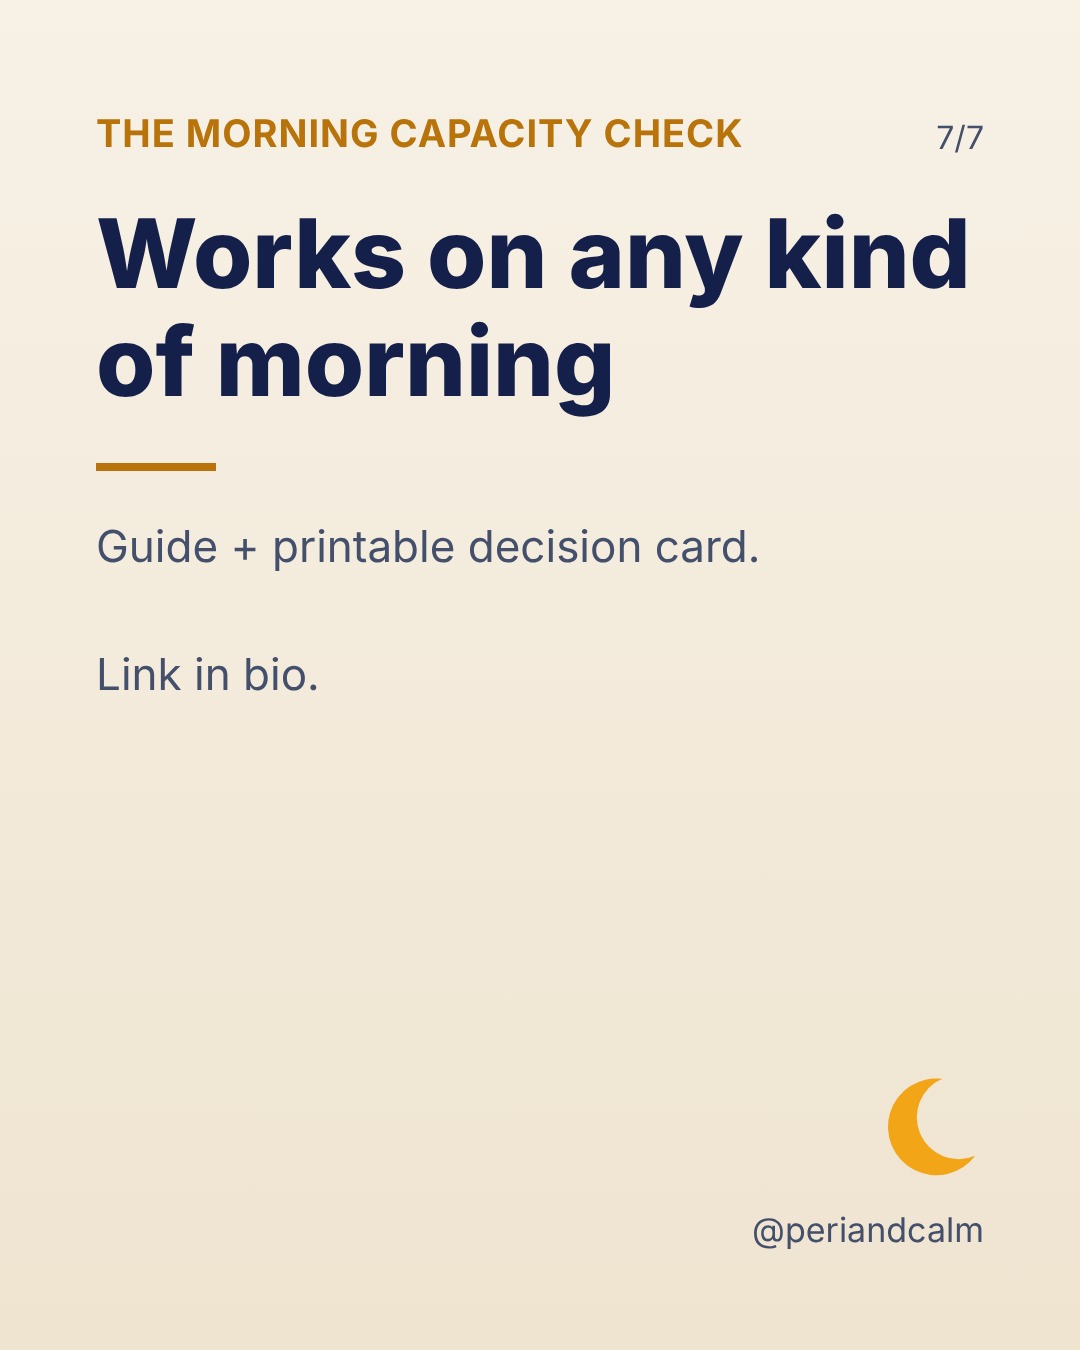 THE MORNING CAPACITY CHECK
7/7
Works on any kind
of morning
Guide + printable decision card.
Link in bio.
@periandcalm